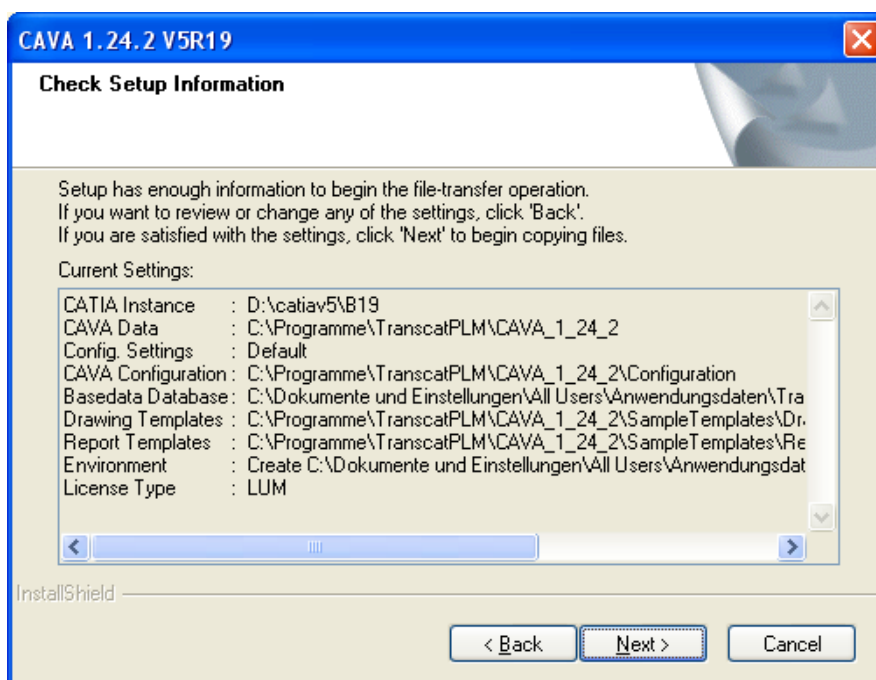 CAVA 1.24.2 V5R19
Check Setup Information
Setup has enough information to begin the file-transfer operation.
If you want to review or change any of the settings, click 'Back'.
If you are satisfied with the settings, click 'Next' to begin copying files.
Current Settings:
CATIA Instance : D:\catiav5\B19
CAVA Data : C:\Programme\TranscatPLM\CAVA_1_24_2
Config. Settings : Default
CAVA Configuration : C:\Programme\TranscatPLM\CAVA_1_24_2\Configuration
Basedata Database : C:\Dokumente und Einstellungen\All Users\Anwendungsdaten\Tra
Drawing Templates : C:\Programme\TranscatPLM\CAVA_1_24_2\SampleTemplates\Dr
Report Templates : C:\Programme\TranscatPLM\CAVA_1_24_2\SampleTemplates\Re
Environment : Create C:\Dokumente und Einstellungen\All Users\Anwendungsdat
License Type : LUM
InstallShield
< Back Next > Cancel